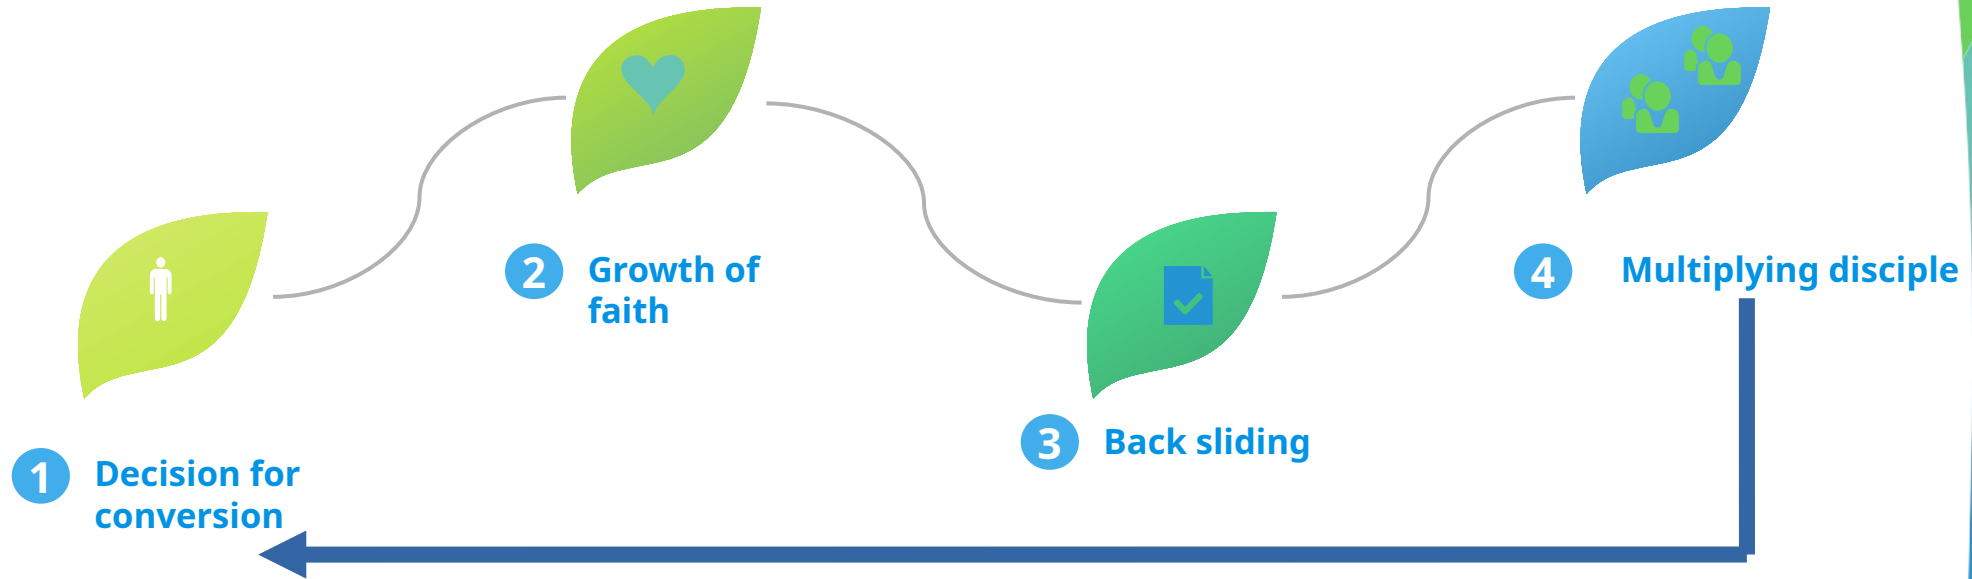 1 Decision for
conversion
2 Growth of
faith
3 Back sliding
4 Multiplying disciple